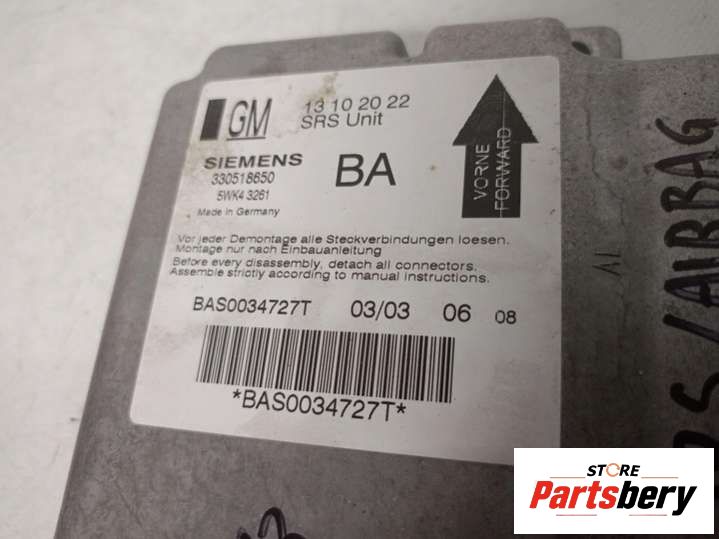 GM
13 10 20 22
SRS Unit
SIEMENS
330518650
5WK4 3261
Made in Germany
BA
VORNE
FORWARD
Vor jeder Demontage alle Steckverbindungen loesen.
Montage nur nach Einbauanleitung
Before every disassembly, detach all connectors.
Assemble strictly according to manual instructions.
BAS0034727T 03/03 06 08
*BAS0034727T*
/AIRBAG
STORE
Partsbery